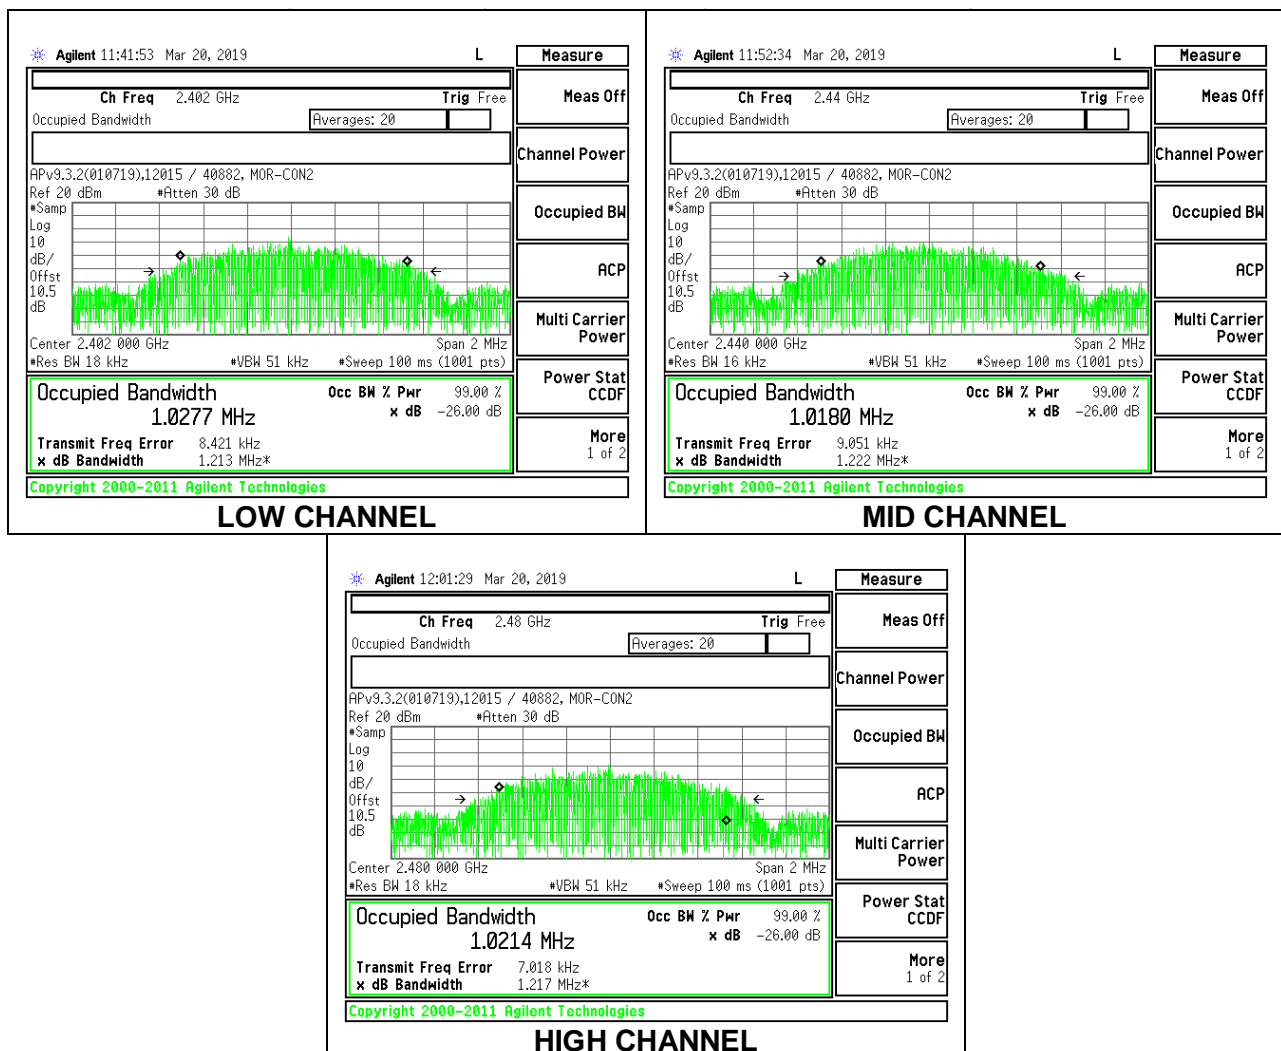 Agilent 11:41:53 Mar 20, 2019 L Measure
Ch Freq 2.402 GHz Trig Free
Occupied Bandwidth Averages: 20
APv9.3.2(010719),12015 / 40882, MOR-CON2
Ref 20 dBm #Atten 30 dB
#Samp
Log
10
dB/
Offst
10.5
dB
Center 2.402 000 GHz Span 2 MHz
#Res BW 18 kHz #VBW 51 kHz #Sweep 100 ms (1001 pts)
Occupied Bandwidth Occ BW % Pwr 99.00 %
1.0277 MHz x dB -26.00 dB
Transmit Freq Error 8.421 kHz
x dB Bandwidth 1.213 MHz*
Copyright 2000-2011 Agilent Technologies
Meas Off
Channel Power
Occupied BW
ACP
Multi Carrier
Power
Power Stat
CCDF
More
1 of 2
LOW CHANNEL
Agilent 11:52:34 Mar 20, 2019 L Measure
Ch Freq 2.44 GHz Trig Free
Occupied Bandwidth Averages: 20
APv9.3.2(010719),12015 / 40882, MOR-CON2
Ref 20 dBm #Atten 30 dB
#Samp
Log
10
dB/
Offst
10.5
dB
Center 2.440 000 GHz Span 2 MHz
#Res BW 16 kHz #VBW 51 kHz #Sweep 100 ms (1001 pts)
Occupied Bandwidth Occ BW % Pwr 99.00 %
1.0180 MHz x dB -26.00 dB
Transmit Freq Error 9.051 kHz
x dB Bandwidth 1.222 MHz*
Copyright 2000-2011 Agilent Technologies
Meas Off
Channel Power
Occupied BW
ACP
Multi Carrier
Power
Power Stat
CCDF
More
1 of 2
MID CHANNEL
Agilent 12:01:29 Mar 20, 2019 L Measure
Ch Freq 2.48 GHz Trig Free
Occupied Bandwidth Averages: 20
APv9.3.2(010719),12015 / 40882, MOR-CON2
Ref 20 dBm #Atten 30 dB
#Samp
Log
10
dB/
Offst
10.5
dB
Center 2.480 000 GHz Span 2 MHz
#Res BW 18 kHz #VBW 51 kHz #Sweep 100 ms (1001 pts)
Occupied Bandwidth Occ BW % Pwr 99.00 %
1.0214 MHz x dB -26.00 dB
Transmit Freq Error 7.018 kHz
x dB Bandwidth 1.217 MHz*
Copyright 2000-2011 Agilent Technologies
Meas Off
Channel Power
Occupied BW
ACP
Multi Carrier
Power
Power Stat
CCDF
More
1 of 2
HIGH CHANNEL